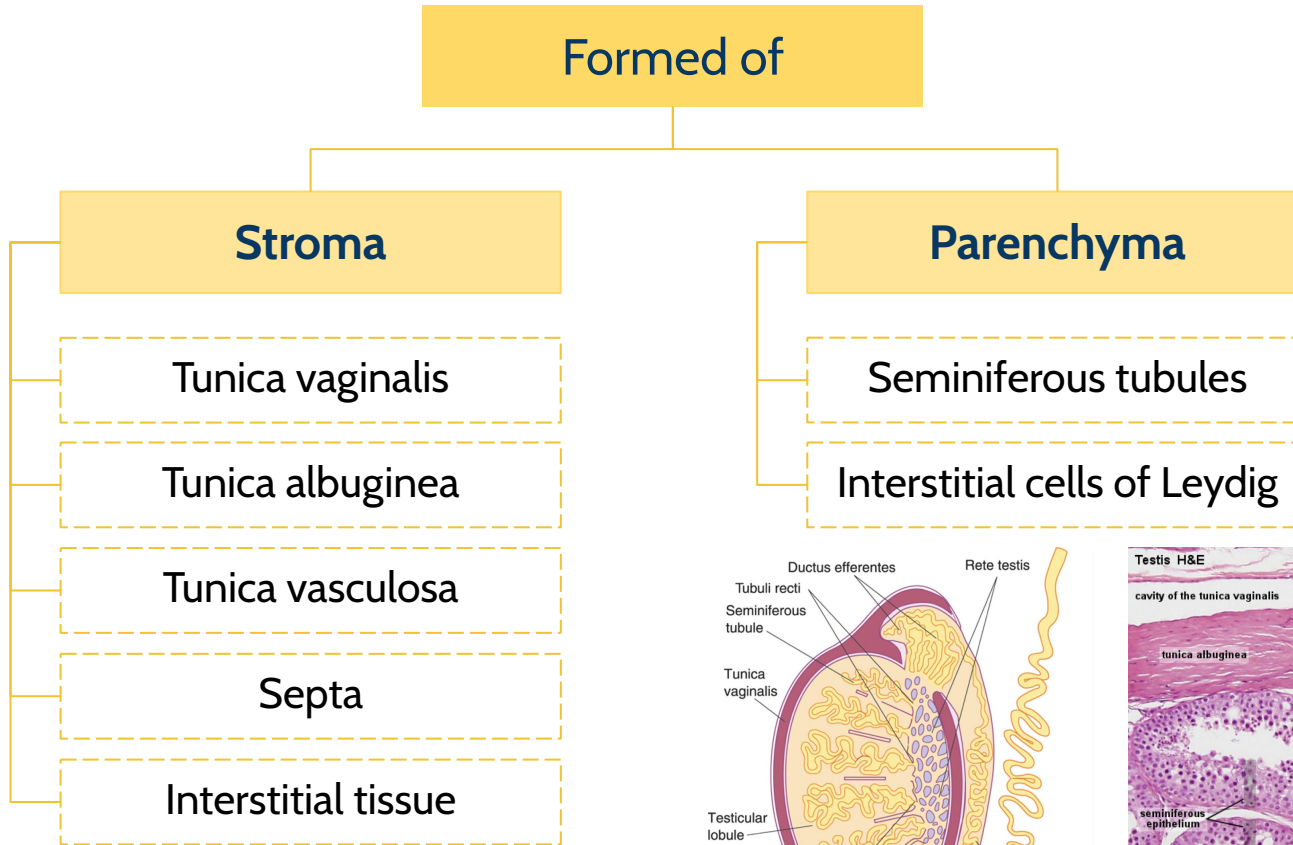 Formed of
Stroma
Tunica vaginalis
Tunica albuginea
Tunica vasculosa
Septa
Interstitial tissue
Parenchyma
Seminiferous tubules
Interstitial cells of Leydig
Ductus efferentes
Rete testis
Tubuli recti
Seminiferous
tubule
Tunica
vaginalis
Testicular
lobule
Testis H&E
cavity of the tunica vaginalis
tunica albuginea
seminiferous
epithelium